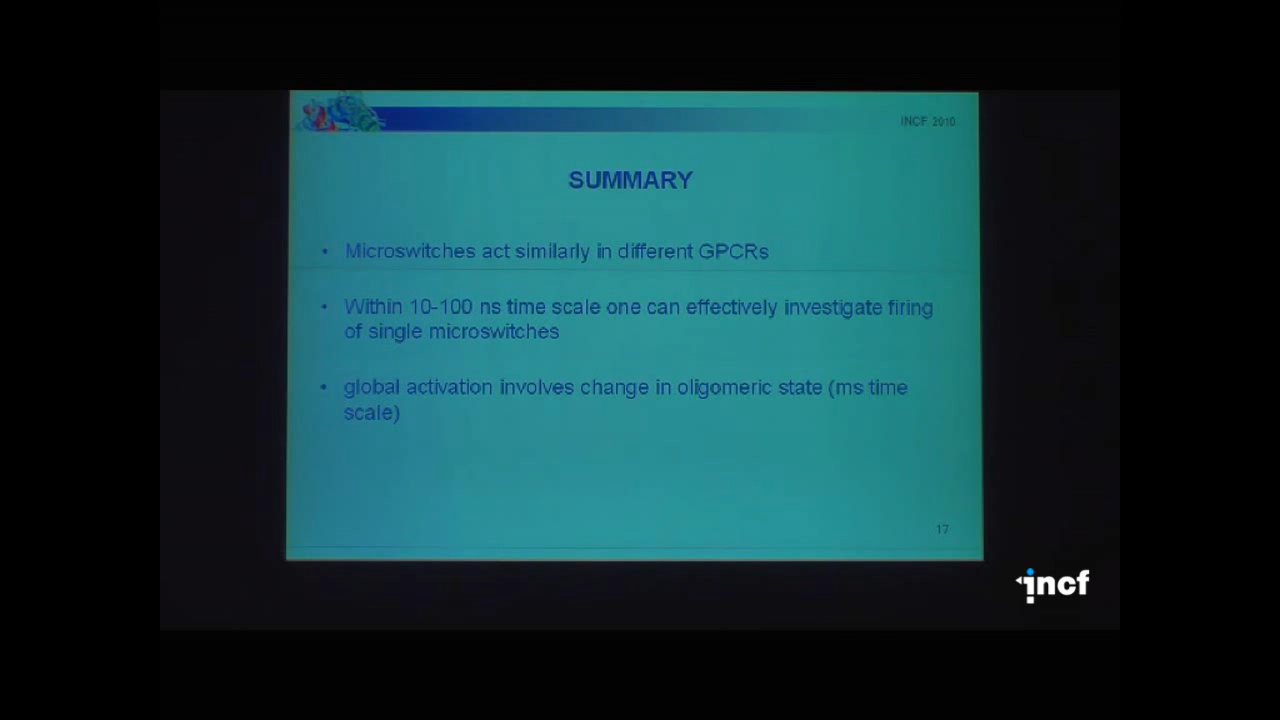 INCF 2010
SUMMARY
• Microswitches act similarly in different GPCRs
• Within 10-100 ns time scale one can effectively investigate firing
of single microswitches
• global activation involves change in oligomeric state (ms time
scale)
17
incf